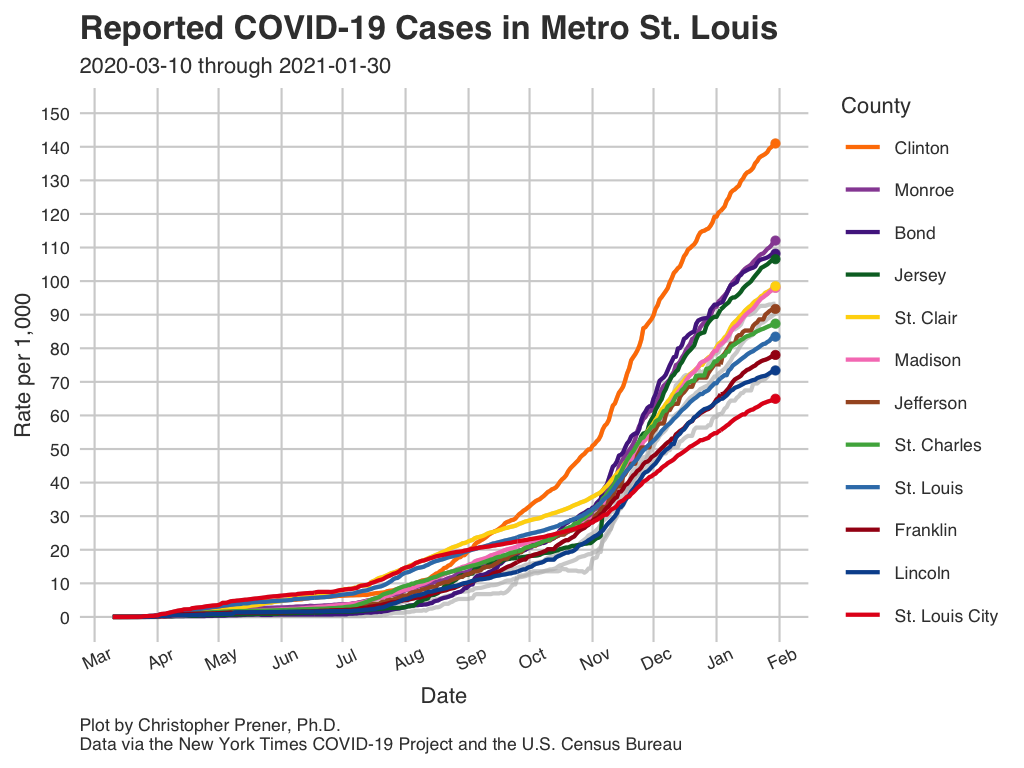 Reported COVID-19 Cases in Metro St. Louis
2020-03-10 through 2021-01-30
County
Clinton
Monroe
Bond
Jersey
St. Clair
Madison
Jefferson
St. Charles
St. Louis
Franklin
Lincoln
St. Louis City
Rate per 1,000
150
140
130
120
110
100
90
80
70
60
50
40
30
20
10
0
Mar Apr May Jun Jul Aug Sep Oct Nov Dec Jan Feb
Date
Plot by Christopher Prener, Ph.D.
Data via the New York Times COVID-19 Project and the U.S. Census Bureau